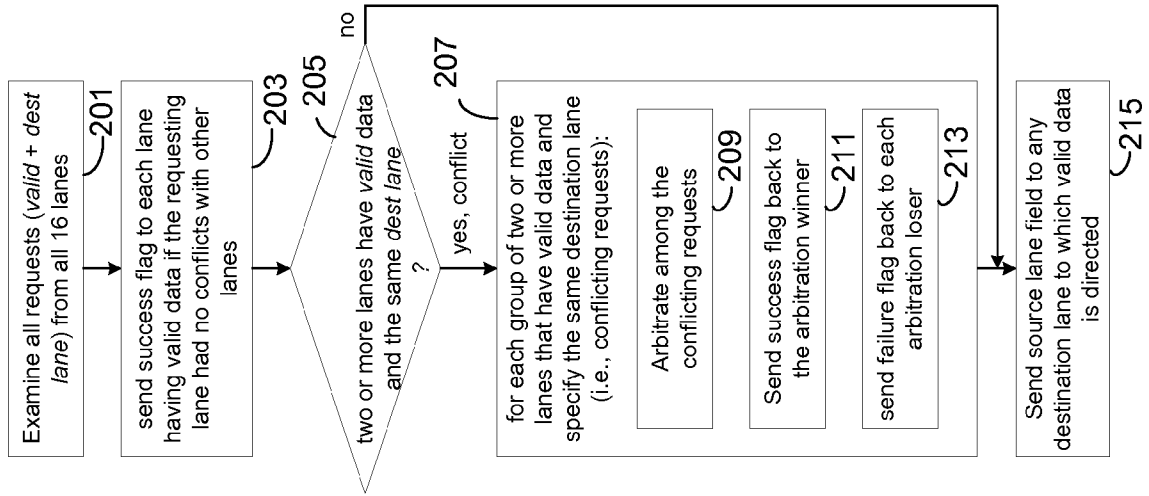 Examine all requests (valid + dest
lane) from all 16 lanes
201
send success flag to each lane
having valid data if the requesting
lane had no conflicts with other
lanes
203
two or more lanes have valid data
and the same dest lane
?
205
no
yes, conflict
207
for each group of two or more
lanes that have valid data and
specify the same destination lane
(i.e., conflicting requests):
Arbitrate among the
conflicting requests
209
Send success flag back to
the arbitration winner
211
send failure flag back to each
arbitration loser
213
Send source lane field to any
destination lane to which valid data
is directed
215